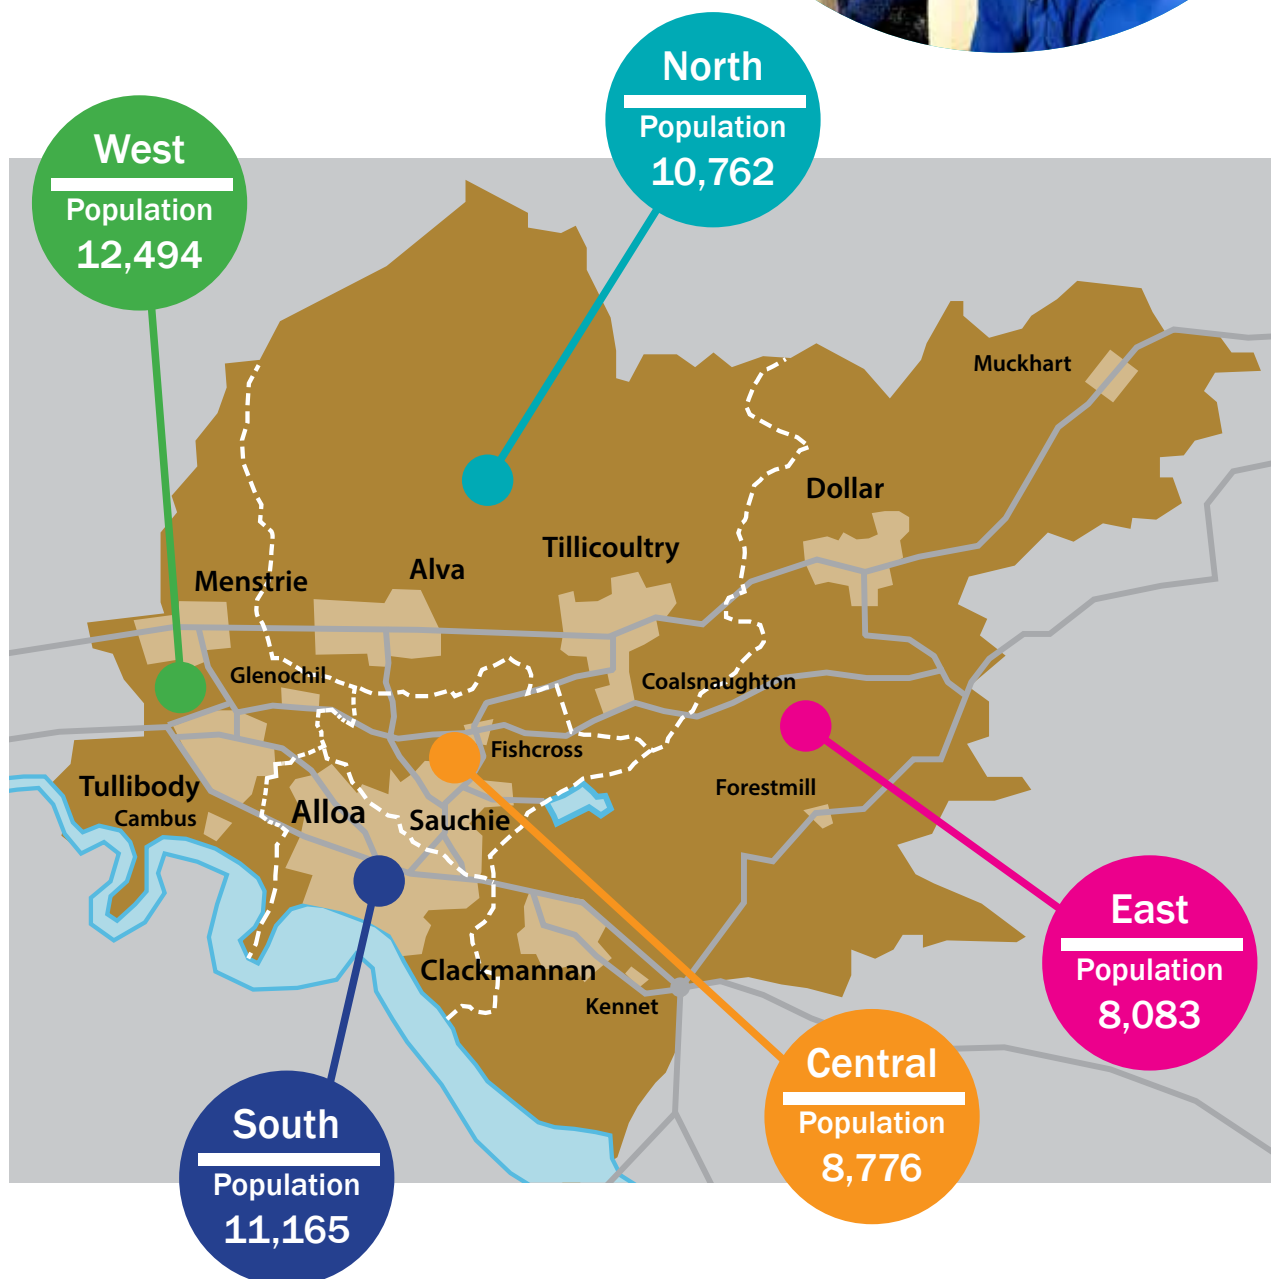 North
Population
10,762
West
Population
12,494
Muckhart
Dollar
Tillicoultry
Alva
Menstrie
Glenochil
Coalsnaughton
Fishcross
Tullibody
Cambus
Alloa
Sauchie
Forestmill
Clackmannan
Kennet
East
Population
8,083
Central
Population
8,776
South
Population
11,165